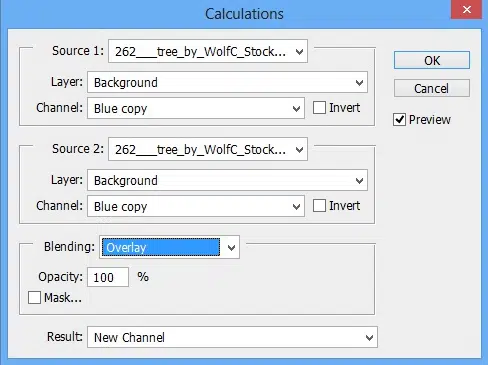 Calculations
Source 1: 262___tree_by_WolfC_Stock...
OK
Layer: Background
Cancel
Channel: Blue copy Invert
Preview
Source 2: 262___tree_by_WolfC_Stock...
Layer: Background
Channel: Blue copy Invert
Blending: Overlay
Opacity: 100 %
Mask...
Result: New Channel